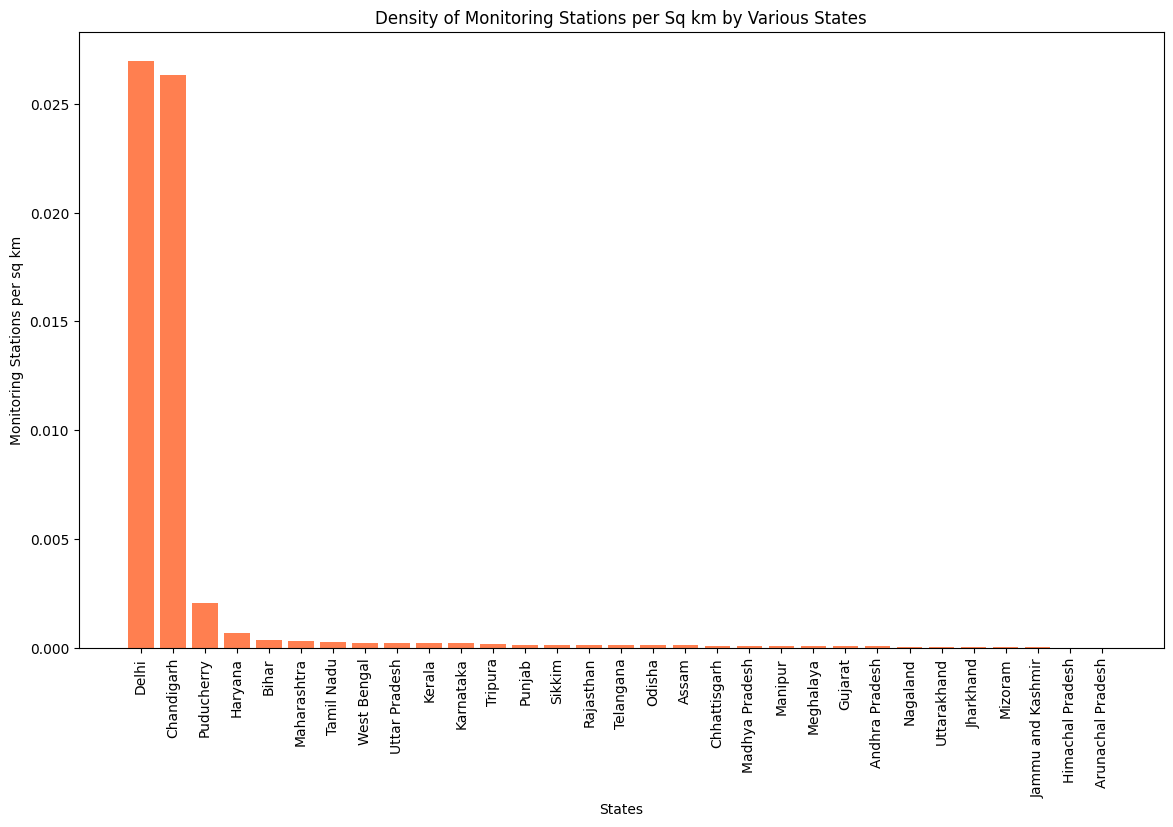 Density of Monitoring Stations per Sq km by Various States
Monitoring Stations per sq km
0.025
0.020
0.015
0.010
0.005
0.000
Delhi
Chandigarh
Puducherry
Haryana
Bihar
Maharashtra
Tamil Nadu
West Bengal
Uttar Pradesh
Kerala
Karnataka
Tripura
Punjab
Sikkim
Rajasthan
Telangana
Odisha
Assam
Chhattisgarh
Madhya Pradesh
Manipur
Meghalaya
Gujarat
Andhra Pradesh
Nagaland
Uttarakhand
Jharkhand
Mizoram
Jammu and Kashmir
Himachal Pradesh
Arunachal Pradesh
States